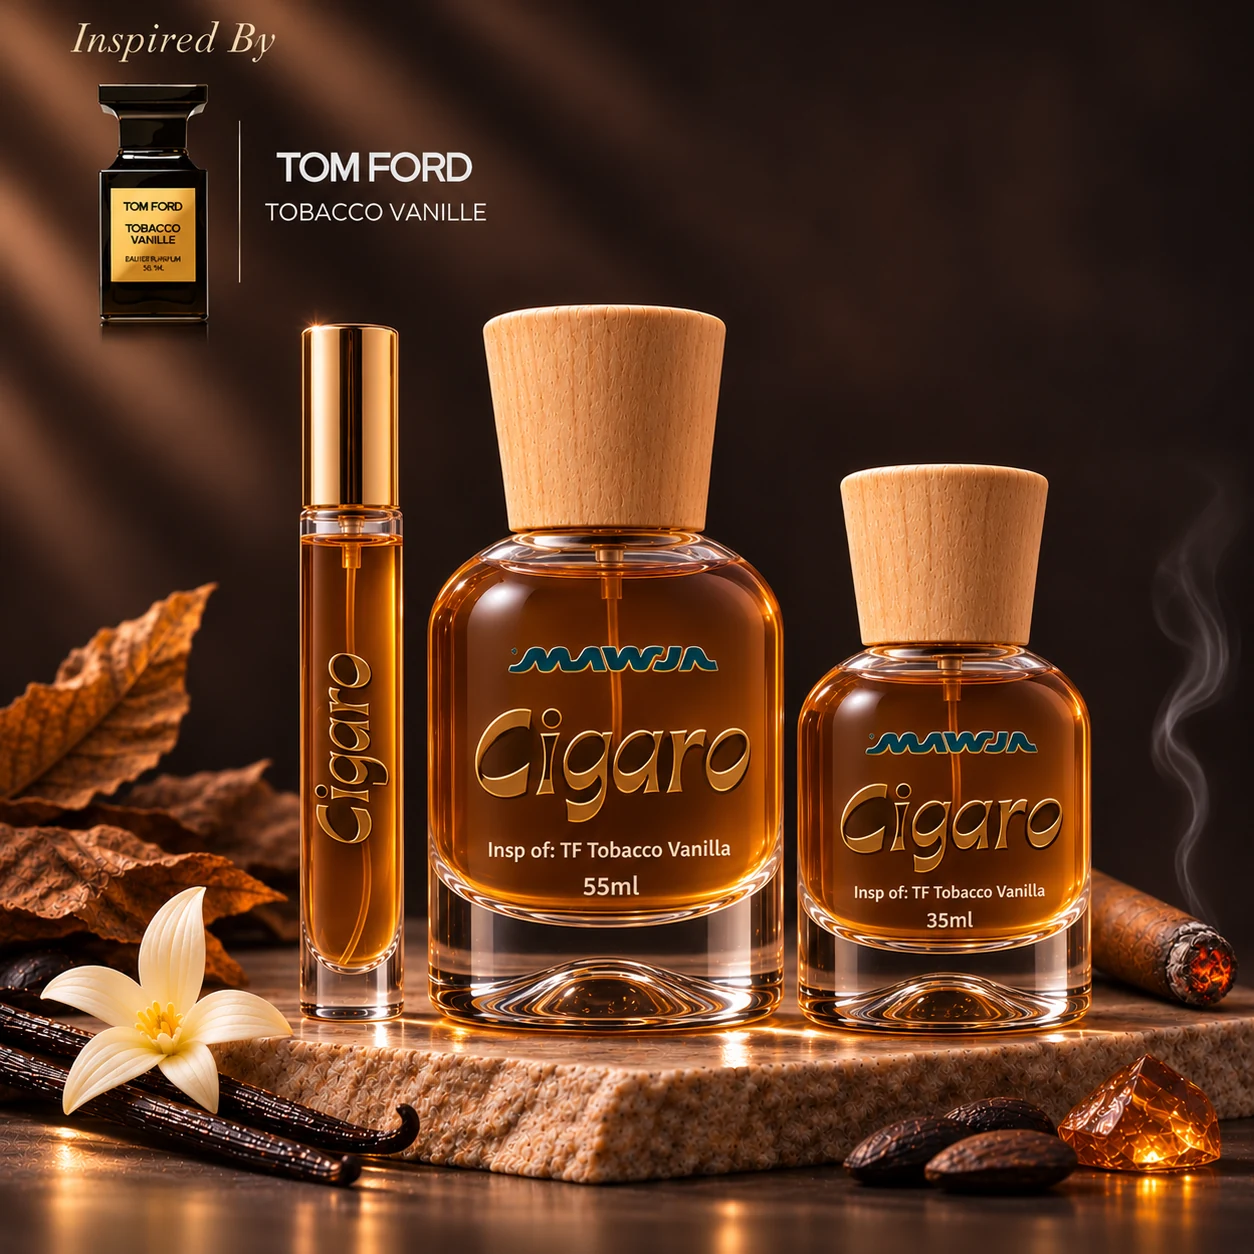 Inspired By
TOM FORD
TOBACCO
VANILLE
TOM FORD
TOBACCO VANILLE
Cigaro
MAWJA
Cigaro
Insp of: TF Tobacco Vanilla
55ml
MAWJA
Cigaro
Insp of: TF Tobacco Vanilla
35ml